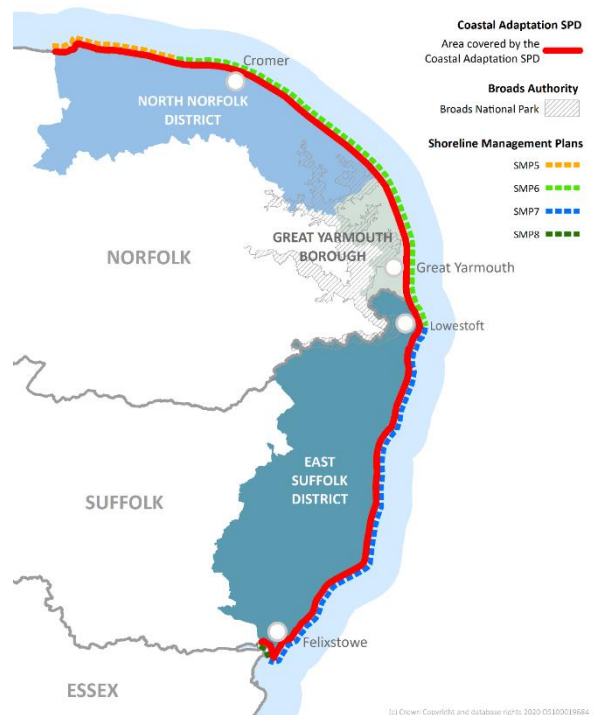 Coastal Adaptation SPD
Area covered by the
Coastal Adaptation SPD
Broads Authority
Broads National Park
Shoreline Management Plans
SMP5
SMP6
SMP7
SMP8
Cromer
NORTH NORFOLK
DISTRICT
GREAT YARMOUTH
BOROUGH
NORFOLK
Great Yarmouth
Lowestoft
EAST
SUFFOLK
DISTRICT
SUFFOLK
Felixstowe
ESSEX
(c) Crown Copyright and database rights 2020 OS100019684